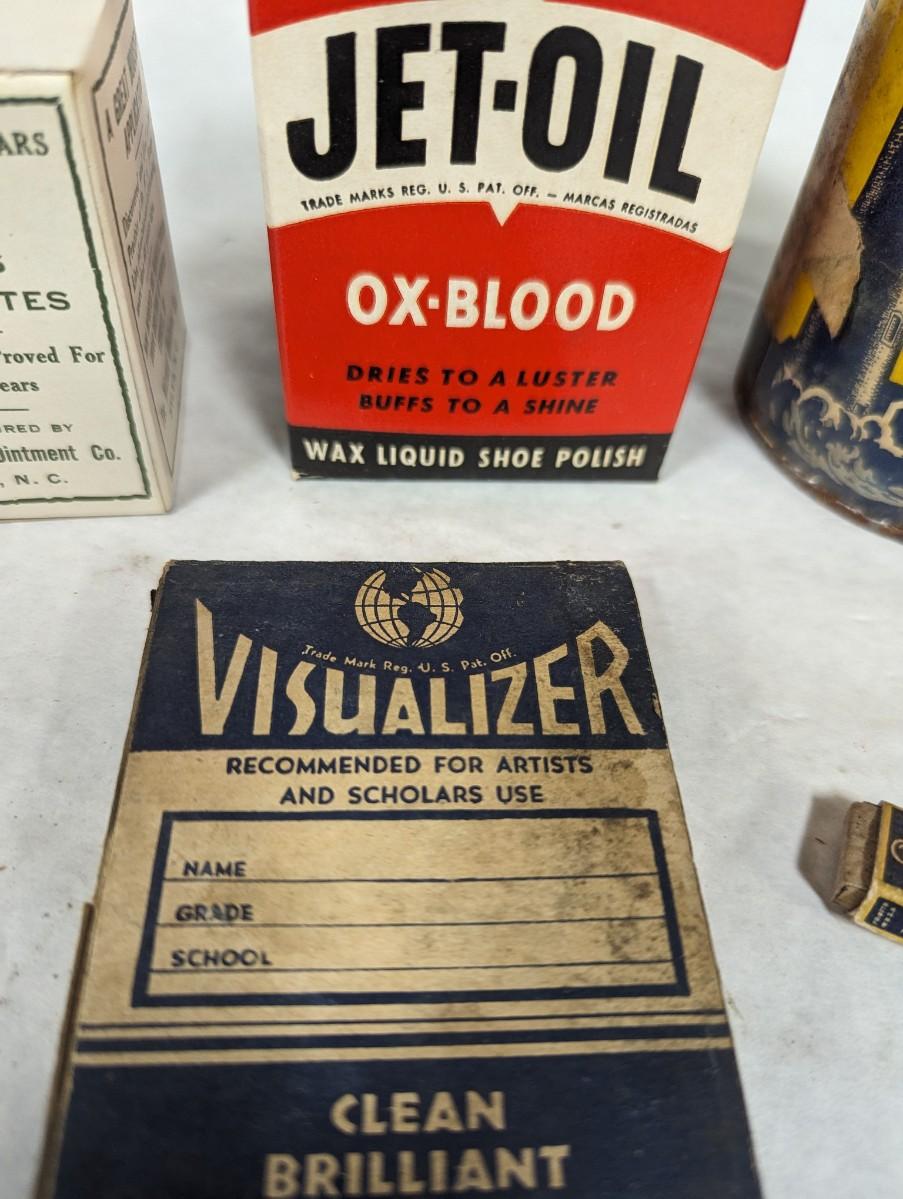 ARS
TES
Proved For
ears
RED BY
Ointment Co.
, N. C.
JET-OIL
TRADE MARKS REG. U. S. PAT. OFF. — MARCAS REGISTRADAS
OX-BLOOD
DRIES TO A LUSTER
BUFFS TO A SHINE
WAX LIQUID SHOE POLISH
VISUALIZER
Trade Mark Reg. U. S. Pat. Off.
RECOMMENDED FOR ARTISTS
AND SCHOLARS USE
NAME
GRADE
SCHOOL
CLEAN
BRILLIANT